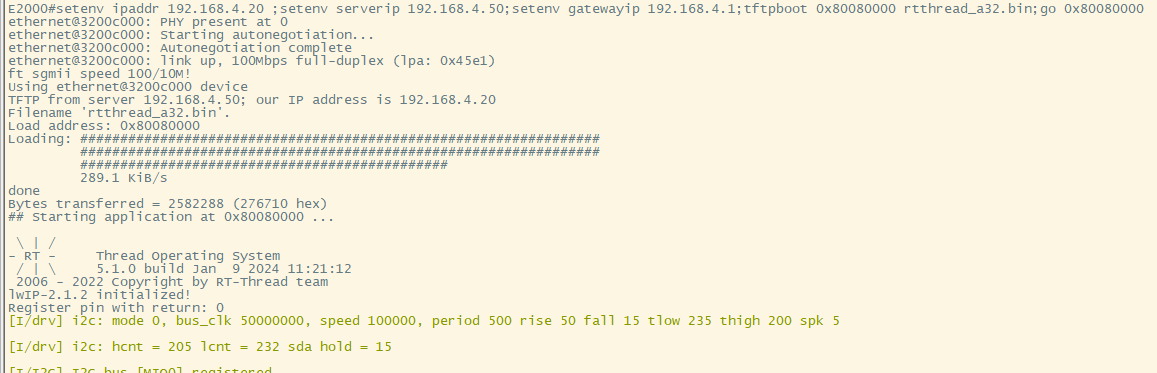 E2000#setenv ipaddr 192.168.4.20 ;setenv serverip 192.168.4.50;setenv gatewayip 192.168.4.1;tftpboot 0x80080000 rtthread_a32.bin;go 0x80080000
ethernet@3200c000: PHY present at 0
ethernet@3200c000: Starting autonegotiation...
ethernet@3200c000: Autonegotiation complete
ethernet@3200c000: link up, 100Mbps full-duplex (lpa: 0x45e1)
ft sgmii speed 100/10M!
Using ethernet@3200c000 device
TFTP from server 192.168.4.50; our IP address is 192.168.4.20
Filename 'rtthread_a32.bin'.
Load address: 0x80080000
Loading: #################################################################
#################################################################
##############################################
289.1 KiB/s
done
Bytes transferred = 2582288 (276710 hex)
## Starting application at 0x80080000 ...
\ | /
- RT -     Thread Operating System
/ | \     5.1.0 build Jan  9 2024 11:21:12
2006 - 2022 Copyright by RT-Thread team
lwIP-2.1.2 initialized!
Register pin with return: 0
[I/drv] i2c: mode 0, bus_clk 50000000, speed 100000, period 500 rise 50 fall 15 tlow 235 thigh 200 spk 5
[I/drv] i2c: hcnt = 205 lcnt = 232 sda hold = 15
[I/I2C] I2C bus [MIO0] registered